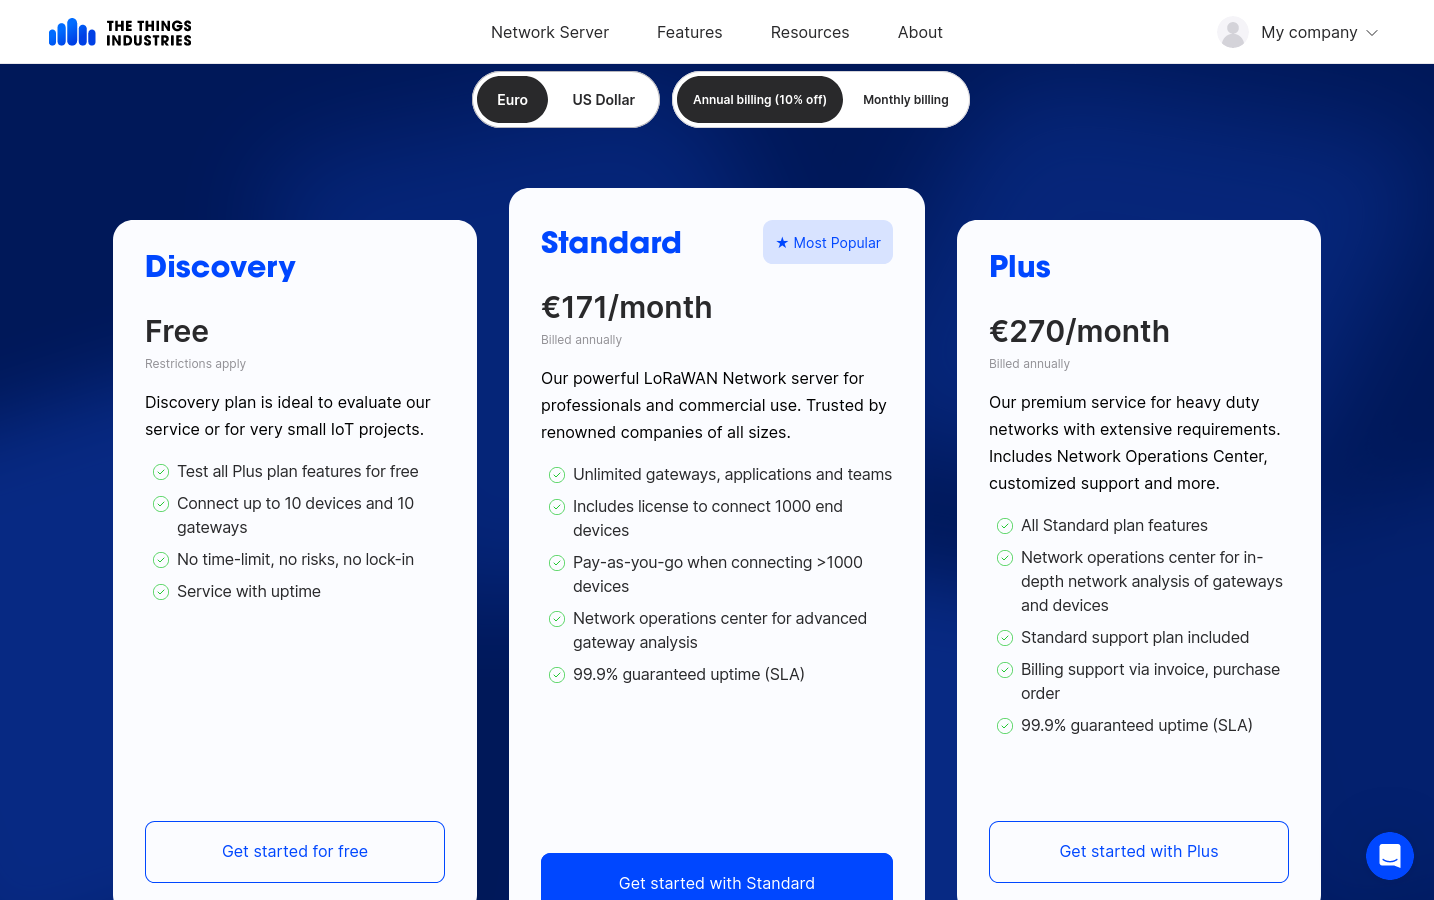 THE THINGS
INDUSTRIES
Network Server
Features
Resources
About
My company
Euro
US Dollar
Annual billing (10% off)
Monthly billing
Discovery
Free
Restrictions apply
Discovery plan is ideal to evaluate our
service or for very small IoT projects.
Test all Plus plan features for free
Connect up to 10 devices and 10
gateways
No time-limit, no risks, no lock-in
Service with uptime
Get started for free
Standard
★ Most Popular
€171/month
Billed annually
Our powerful LoRaWAN Network server for
professionals and commercial use. Trusted by
renowned companies of all sizes.
Unlimited gateways, applications and teams
Includes license to connect 1000 end
devices
Pay-as-you-go when connecting >1000
devices
Network operations center for advanced
gateway analysis
99.9% guaranteed uptime (SLA)
Get started with Standard
Plus
€270/month
Billed annually
Our premium service for heavy duty
networks with extensive requirements.
Includes Network Operations Center,
customized support and more.
All Standard plan features
Network operations center for in-
depth network analysis of gateways
and devices
Standard support plan included
Billing support via invoice, purchase
order
99.9% guaranteed uptime (SLA)
Get started with Plus